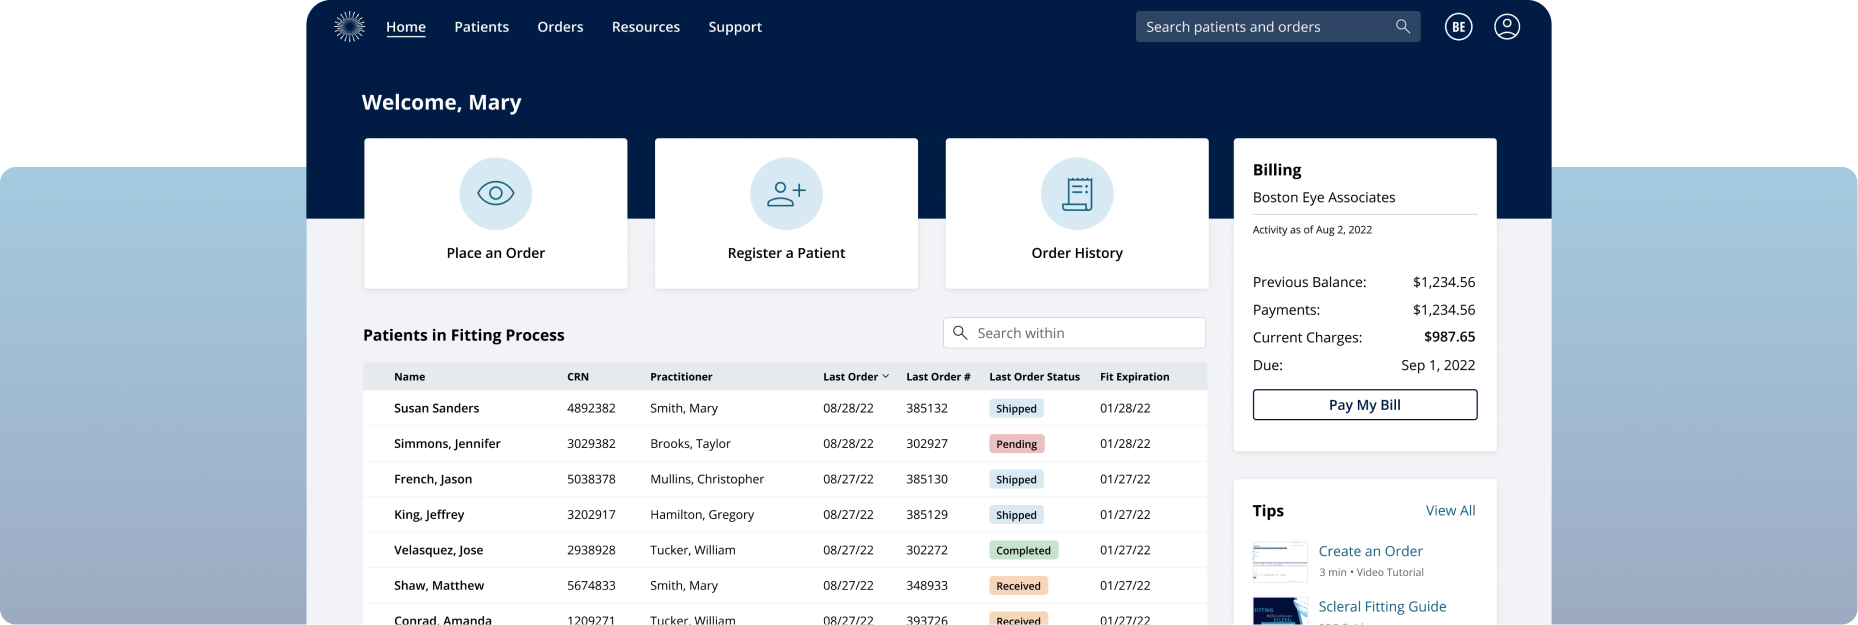 Home Patients Orders Resources Support Search patients and orders BE
Welcome, Mary
Place an Order
Register a Patient
Order History
Billing
Boston Eye Associates
Activity as of Aug 2, 2022
Previous Balance: $1,234.56
Payments: $1,234.56
Current Charges: $987.65
Due: Sep 1, 2022
Pay My Bill
Patients in Fitting Process Search within
Name CRN Practitioner Last Order Last Order # Last Order Status Fit Expiration
Susan Sanders 4892382 Smith, Mary 08/28/22 385132 Shipped 01/28/22
Simmons, Jennifer 3029382 Brooks, Taylor 08/28/22 302927 Pending 01/28/22
French, Jason 5038378 Mullins, Christopher 08/27/22 385130 Shipped 01/27/22
King, Jeffrey 3202917 Hamilton, Gregory 08/27/22 385129 Shipped 01/27/22
Velasquez, Jose 2938928 Tucker, William 08/27/22 302272 Completed 01/27/22
Shaw, Matthew 5674833 Smith, Mary 08/27/22 348933 Received 01/27/22
Conrad, Amanda 1209271 Tucker, William 08/27/22 393726 Received 01/27/22
Tips View All
Create an Order
3 min • Video Tutorial
Scleral Fitting Guide
FITTING